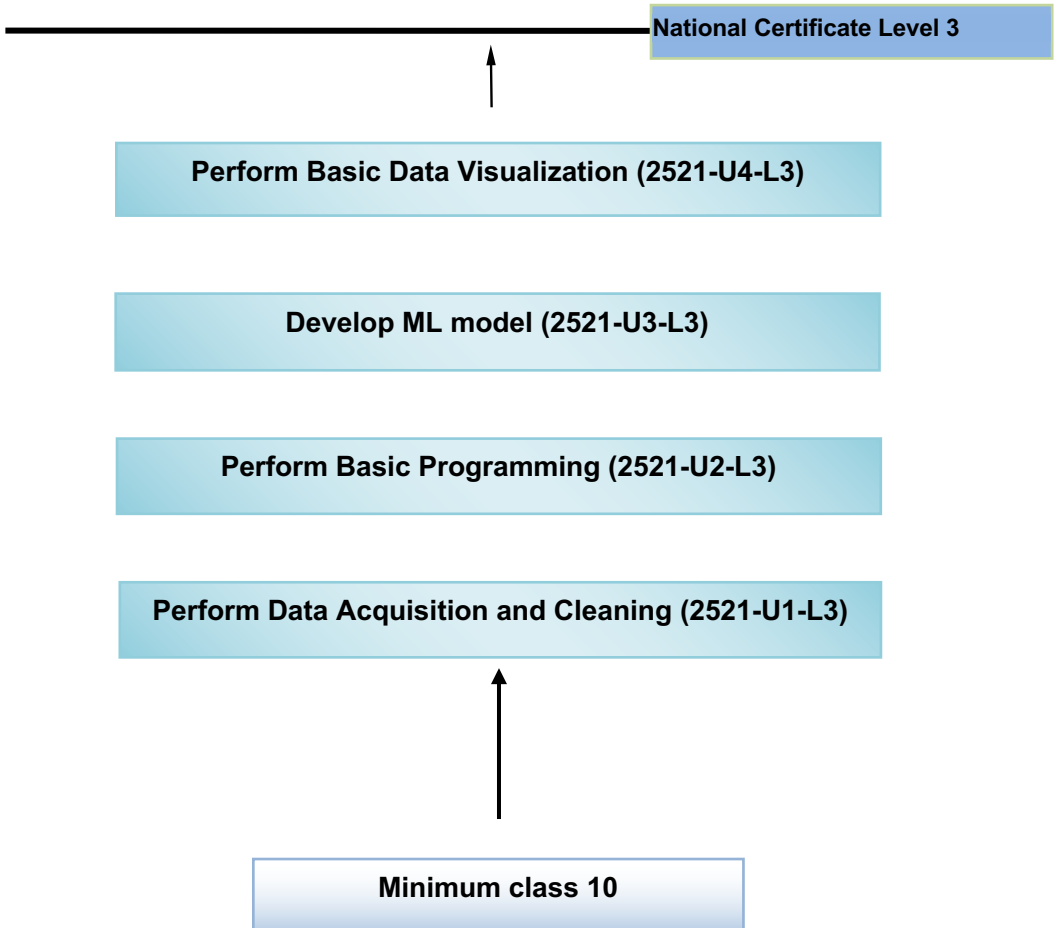 National Certificate Level 3
Perform Basic Data Visualization (2521-U4-L3)
Develop ML model (2521-U3-L3)
Perform Basic Programming (2521-U2-L3)
Perform Data Acquisition and Cleaning (2521-U1-L3)
Minimum class 10